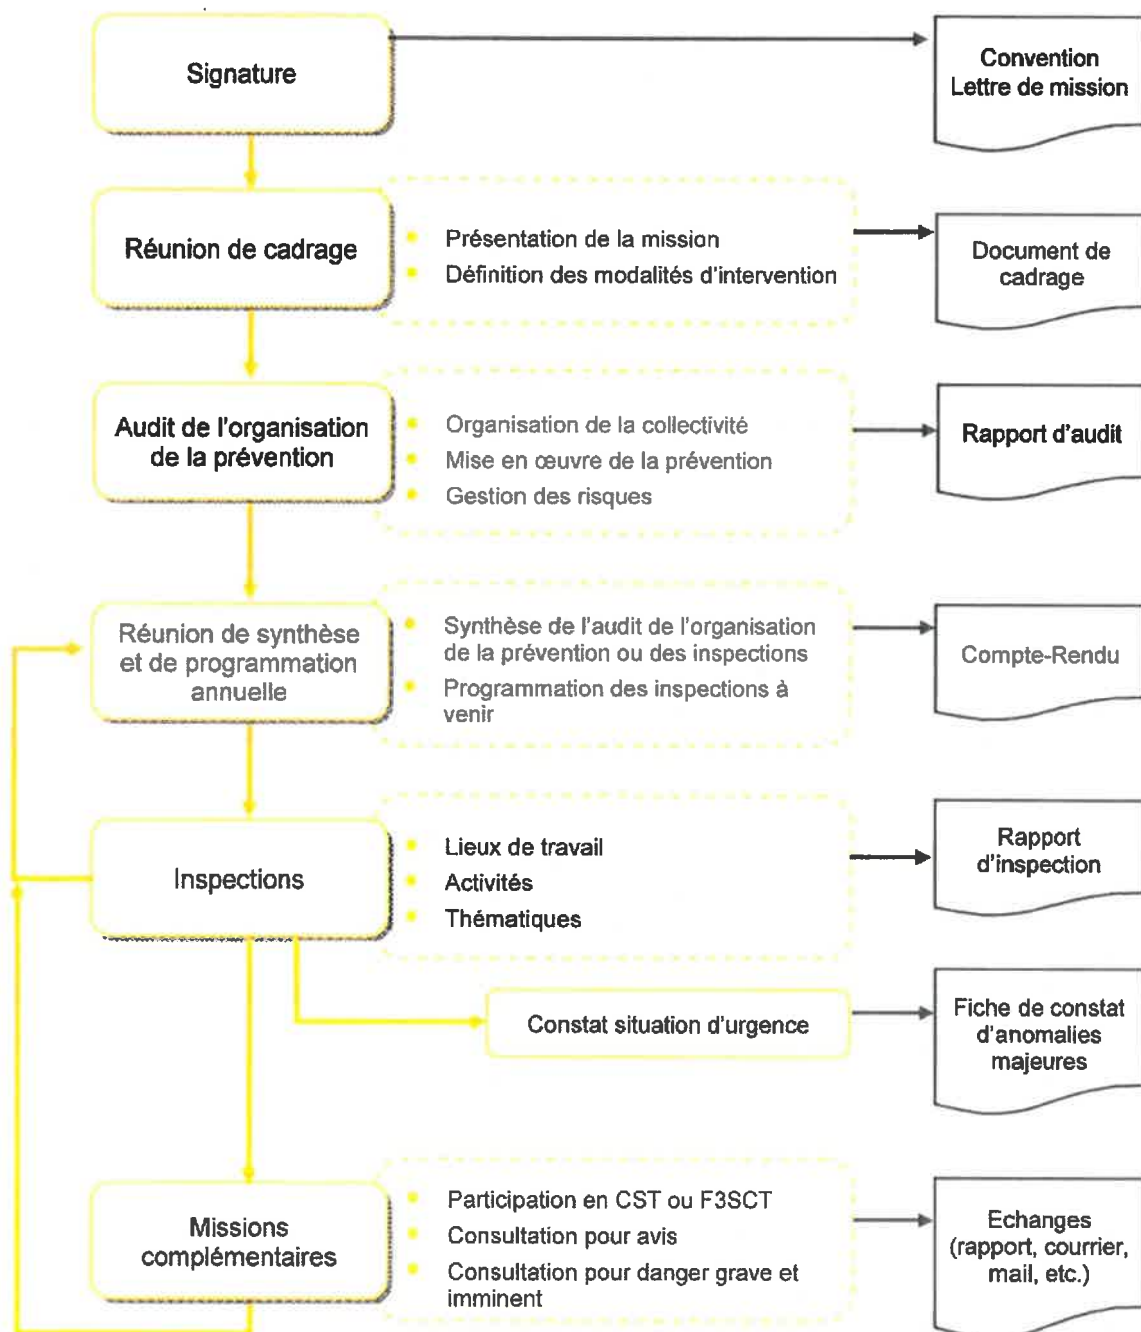 Signature
Convention
Lettre de mission
Réunion de cadrage
Présentation de la mission
Définition des modalités d'intervention
Document de
cadrage
Audit de l'organisation
de la prévention
Organisation de la collectivité
Mise en œuvre de la prévention
Gestion des risques
Rapport d'audit
Réunion de synthèse
et de programmation
annuelle
Synthèse de l'audit de l'organisation
de la prévention ou des inspections
Programmation des inspections à
venir
Compte-Rendu
Inspections
Lieux de travail
Activités
Thématiques
Rapport
d'inspection
Constat situation d'urgence
Fiche de constat
d'anomalies
majeures
Missions
complémentaires
Participation en CST ou F3SCT
Consultation pour avis
Consultation pour danger grave et
imminent
Echanges
(rapport, courrier,
mail, etc.)